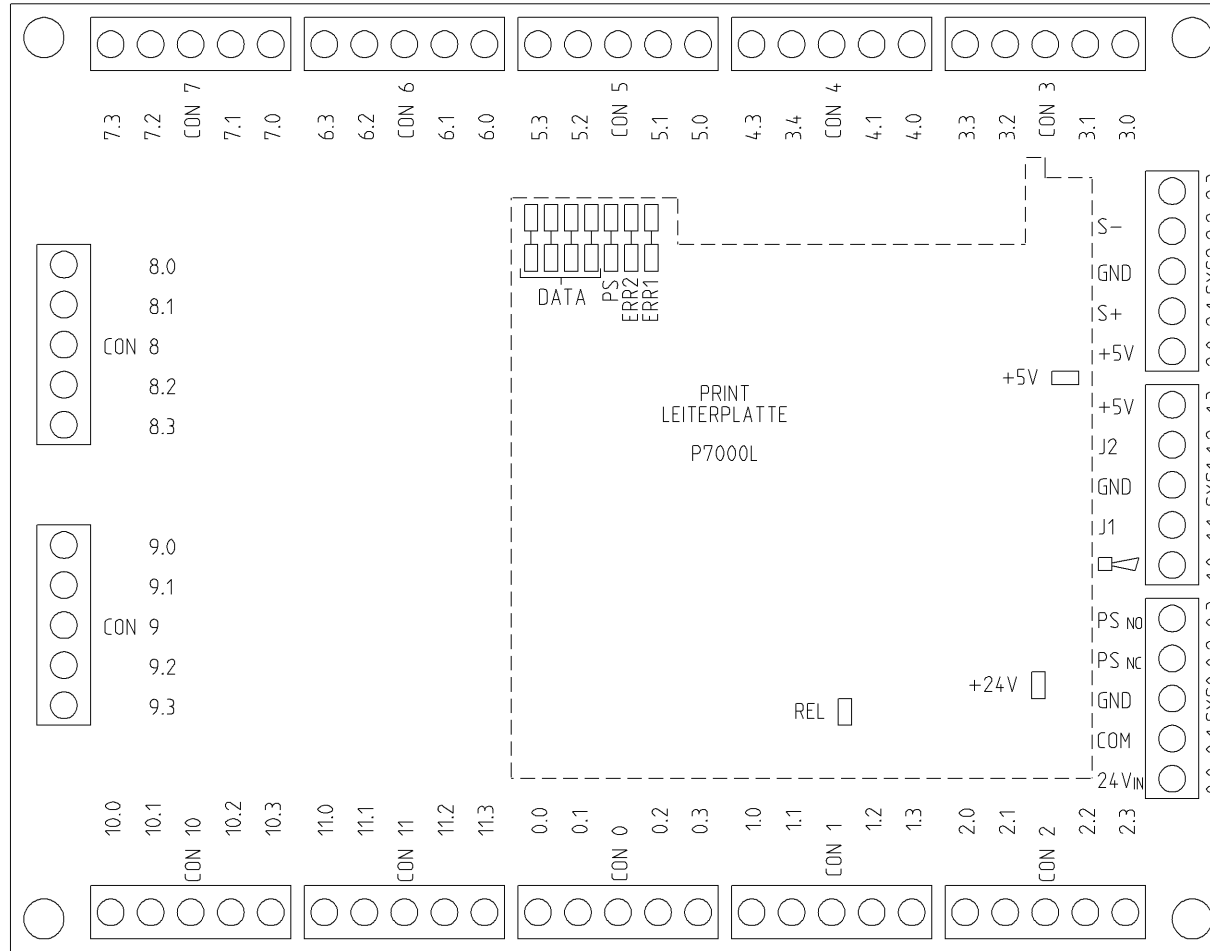 7.3 7.2 CON 7 7.1 7.0
6.3 6.2 CON 6 6.1 6.0
5.3 5.2 CON 5 5.1 5.0
4.3 3.4 CON 4 4.1 4.0
3.3 3.2 CON 3 3.1 3.0
S-
GND
S+
+5V
DATA PS ERR2 ERR1
8.0
8.1
CON 8
8.2
8.3
+5V
PRINT
LEITERPLATTE
P7000L
+5V
J2
GND
J1
9.0
9.1
CON 9
9.2
9.3
PS NO
PS NC
GND
COM
24VIN
+24V
REL
10.0 10.1 CON 10 10.2 10.3
11.0 11.1 CON 11 11.2 11.3
0.0 0.1 CON 0 0.2 0.3
1.0 1.1 CON 1 1.2 1.3
2.0 2.1 CON 2 2.2 2.3